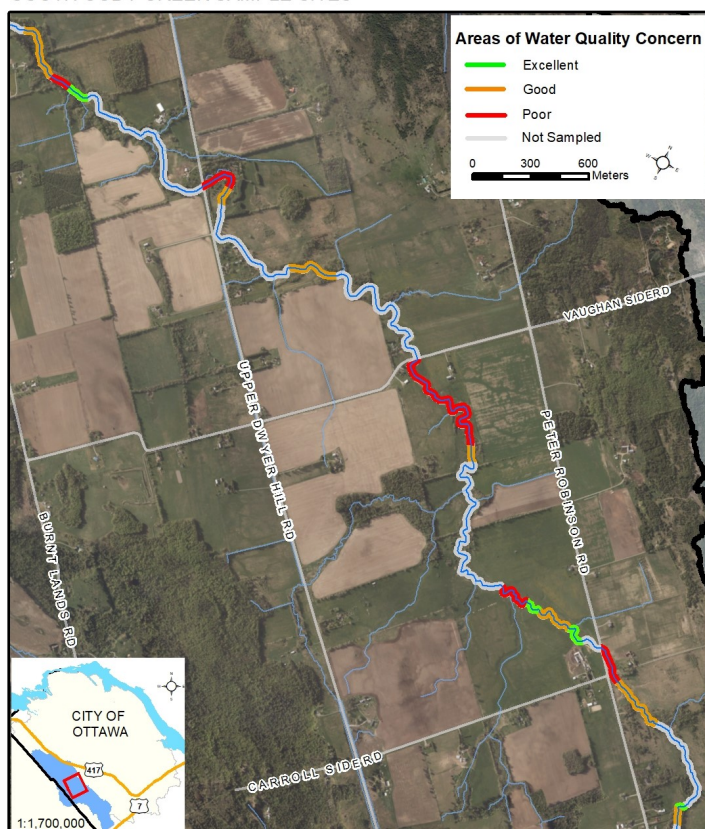 Areas of Water Quality Concern
Excellent
Good
Poor
Not Sampled
0 300 600
Meters
N
W
E
S
VAUGHAN SIDERD
UPPER DWYER HILL RD
PETER ROBINSON RD
BURNT LANDS RD
CARROLL SIDERD
CITY OF
OTTAWA
417
7
1:1,700,000